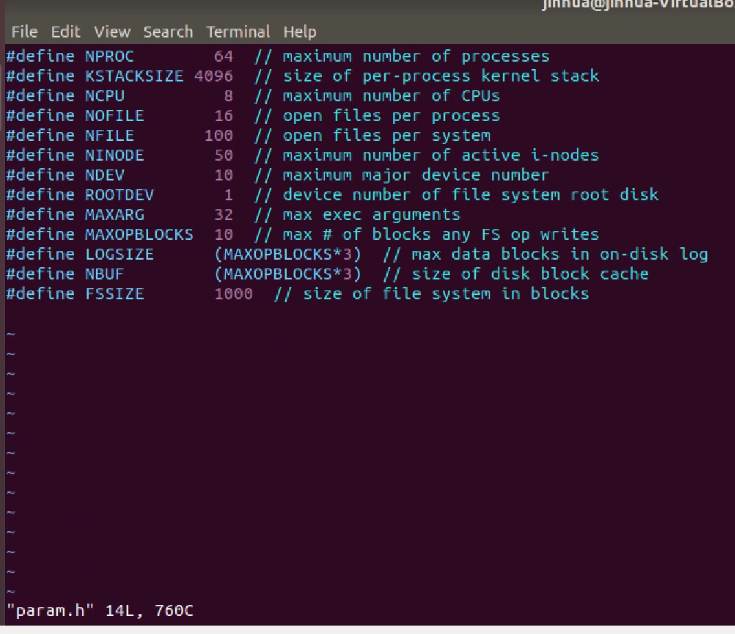 jinhua@jinhua-VirtualBo
File Edit View Search Terminal Help
#define NPROC        64  // maximum number of processes
#define KSTACKSIZE 4096  // size of per-process kernel stack
#define NCPU          8  // maximum number of CPUs
#define NOFILE       16  // open files per process
#define NFILE       100  // open files per system
#define NINODE       50  // maximum number of active i-nodes
#define NDEV         10  // maximum major device number
#define ROOTDEV       1  // device number of file system root disk
#define MAXARG       32  // max exec arguments
#define MAXOPBLOCKS  10  // max # of blocks any FS op writes
#define LOGSIZE      (MAXOPBLOCKS*3)  // max data blocks in on-disk log
#define NBUF         (MAXOPBLOCKS*3)  // size of disk block cache
#define FSSIZE       1000  // size of file system in blocks
~
~
~
~
~
~
~
~
~
~
~
~
~
~
"param.h" 14L, 760C